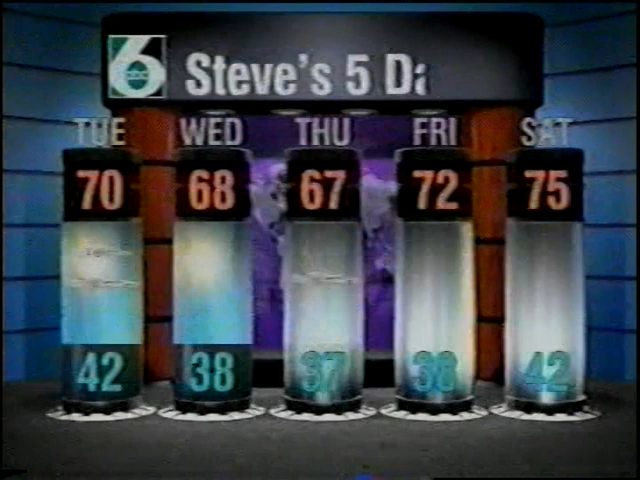 6 abc
Steve's 5 Da
TUE WED THU FRI SAT
70 68 67 72 75
42 38 37 38 42